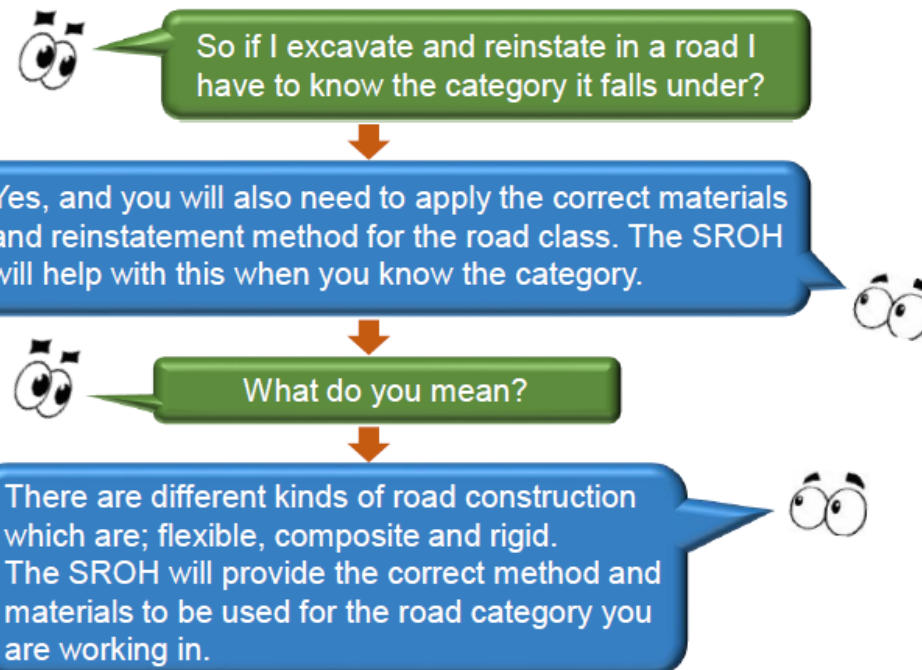 So if I excavate and reinstate in a road I
have to know the category it falls under?
Yes, and you will also need to apply the correct materials
and reinstatement method for the road class. The SROH
will help with this when you know the category.
What do you mean?
There are different kinds of road construction
which are; flexible, composite and rigid.
The SROH will provide the correct method and
materials to be used for the road category you
are working in.